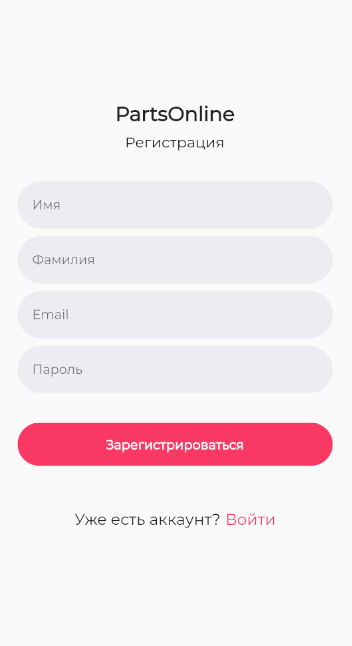 PartsOnline
Регистрация
Имя
Фамилия
Email
Пароль
Зарегистрироваться
Уже есть аккаунт? Войти